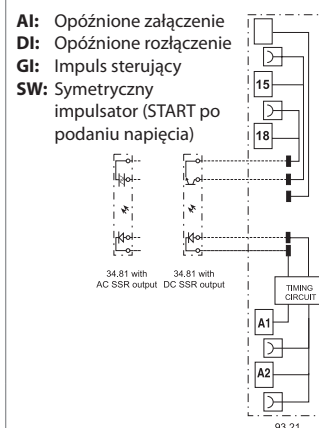 AI: Opóźnione załączenie
DI: Opóźnione rozłączenie
GI: Impuls sterujący
SW: Symetryczny
impulsator (START po
podaniu napięcia)
15
18
34.81 with
AC SSR output
34.81 with
DC SSR output
TIMING
CIRCUIT
A1
A2
93.21